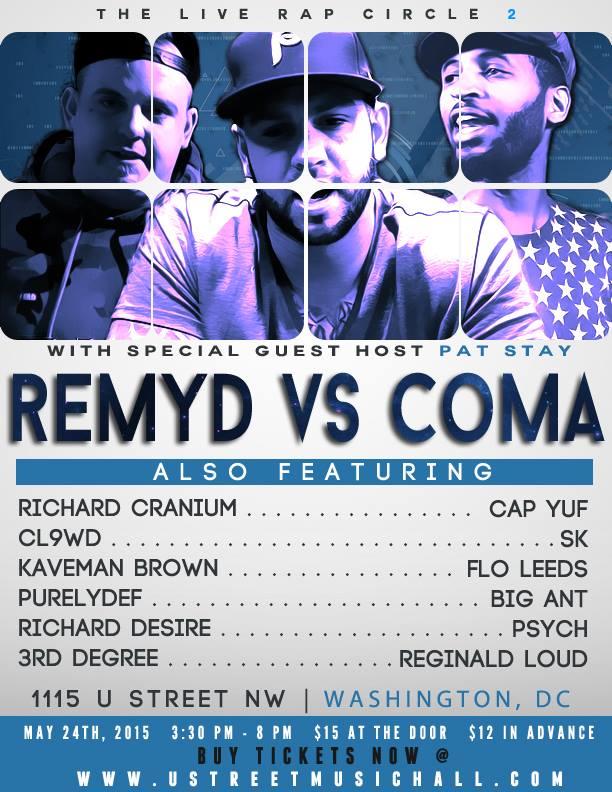 THE LIVE RAP CIRCLE 2
P
WITH SPECIAL GUEST HOST PAT STAY
REMYD VS COMA
ALSO FEATURING
RICHARD CRANIUM . . . . . . . . . . . . . . . . CAP YUF
CL9WD . . . . . . . . . . . . . . . . . . . . . . . . . . . . . SK
KAVEMAN BROWN . . . . . . . . . . . . . . . FLO LEEDS
PURELYDEF . . . . . . . . . . . . . . . . . . . . . . BIG ANT
RICHARD DESIRE . . . . . . . . . . . . . . . . . . . PSYCH
3RD DEGREE . . . . . . . . . . . . . . . REGINALD LOUD
1115 U STREET NW | WASHINGTON, DC
MAY 24TH, 2015 3:30 PM - 8 PM $15 AT THE DOOR $12 IN ADVANCE
BUY TICKETS NOW @
WWW.USTREETMUSICHALL.COM